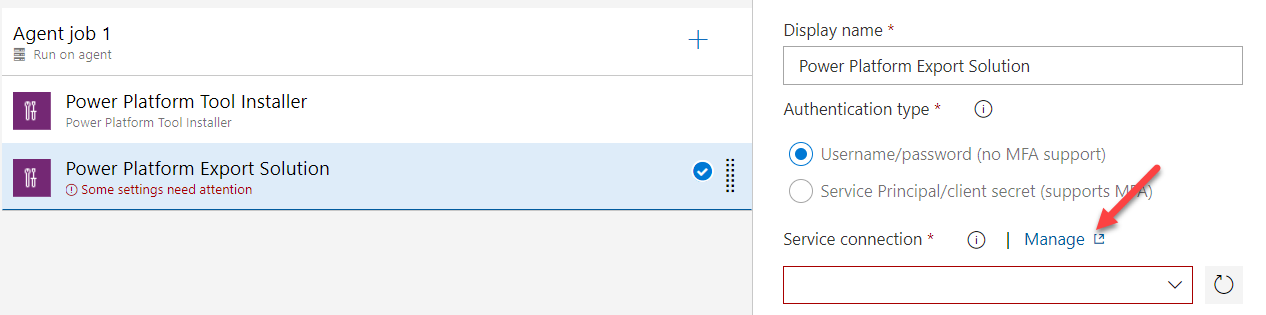 Agent job 1
Run on agent
Power Platform Tool Installer
Power Platform Tool Installer
Power Platform Export Solution
Some settings need attention
Display name *
Power Platform Export Solution
Authentication type *
Username/password (no MFA support)
Service Principal/client secret (supports MFA)
Service connection * | Manage